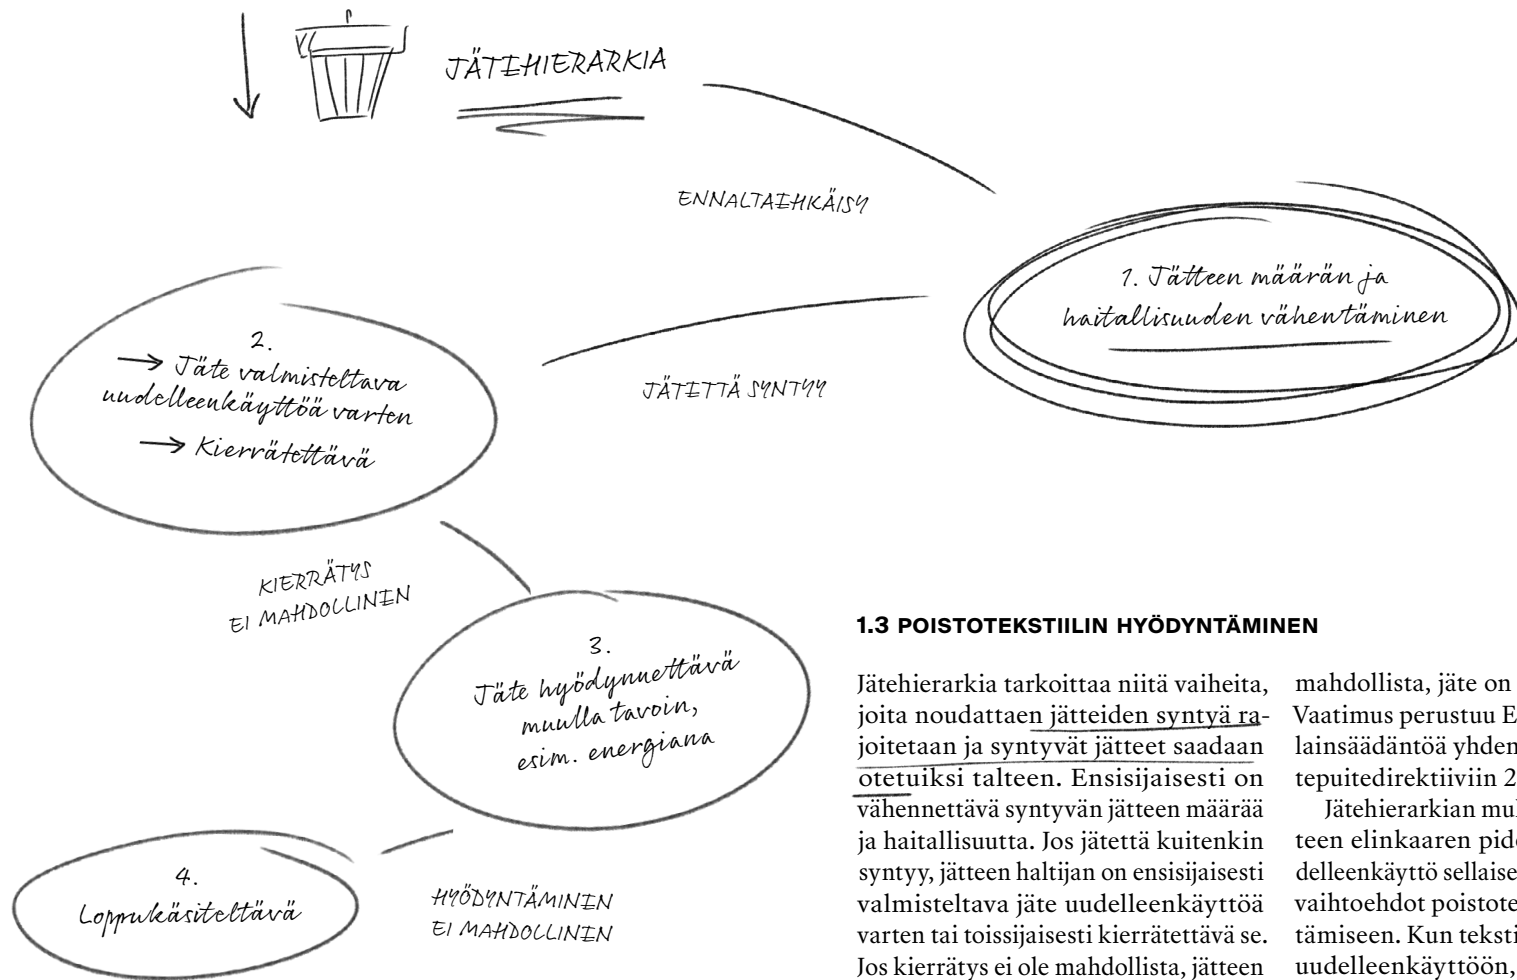 JÄTEHIERARKIA
ENNALTAEHKÄISY
1. Jätteen määrän ja
haitallisuuden vähentäminen
JÄTETTÄ SYNTYY
2.
→ Jäte valmisteltava
uudelleenkäyttöä varten
→ Kierrätettävä
KIERRÄTYS
EI MAHDOLLINEN
3.
Jäte hyödynnettävä
muulla tavoin,
esim. energiana
HYÖDYNTÄMINEN
EI MAHDOLLINEN
4.
Loppukäsiteltävä
1.3 POISTOTEKSTIILIN HYÖDYNTÄMINEN
Jätehierarkia tarkoittaa niitä vaiheita,
joita noudattaen jätteiden syntyä ra-
joitetaan ja syntyvät jätteet saadaan
otetuiksi talteen. Ensisijaisesti on
vähennettävä syntyvän jätteen määrää
ja haitallisuutta. Jos jätettä kuitenkin
syntyy, jätteen haltijan on ensisijaisesti
valmisteltava jäte uudelleenkäyttöä
varten tai toissijaisesti kierrätettävä se.
Jos kierrätys ei ole mahdollista, jätteen
mahdollista, jäte on
Vaatimus perustuu E
lainsäädäntöä yhden
tepuitedirektiiviin 2
Jätehierarkian mu
teen elinkaaren pid
delleenkäyttö sellaise
vaihtoehdot poistote
tämiseen. Kun teksti
uudelleenkäyttöön,